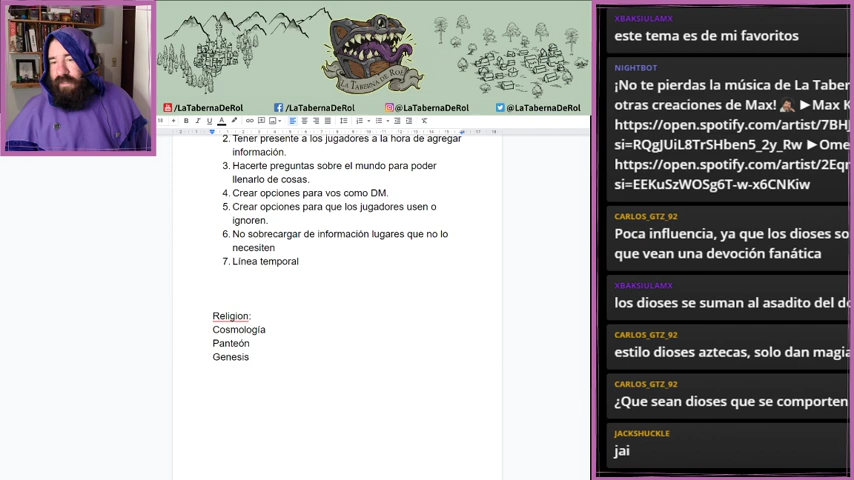 LA TABERNA DE ROL
/LaTabernaDeRol
/LaTabernaDeRol
@LaTabernaDeRol
@LaTabernaDeRol
2. Tener presente a los jugadores a la hora de agregar
información.
3. Hacerte preguntas sobre el mundo para poder
llenarlo de cosas.
4. Crear opciones para vos como DM.
5. Crear opciones para que los jugadores usen o
ignoren.
6. No sobrecargar de información lugares que no lo
necesiten
7. Línea temporal
Religion:
Cosmología
Panteón
Genesis
XBAKSIULAMX
este tema es de mi favoritos
NIGHTBOT
¡No te pierdas la música de La Taber
otras creaciones de Max! ►Max K
https://open.spotify.com/artist/7BHJ
si=RQgJUiL8TrSHben5_2y_Rw ►Ome
https://open.spotify.com/artist/2Eqr
si=EEKuSzWOSg6T-w-x6CNKiw
CARLOS_GTZ_92
Poca influencia, ya que los dioses so
que vean una devoción fanática
XBAKSIULAMX
los dioses se suman al asadito del do
CARLOS_GTZ_92
estilo dioses aztecas, solo dan magia
CARLOS_GTZ_92
¿Que sean dioses que se comporten
JACKSHUCKLE
jai